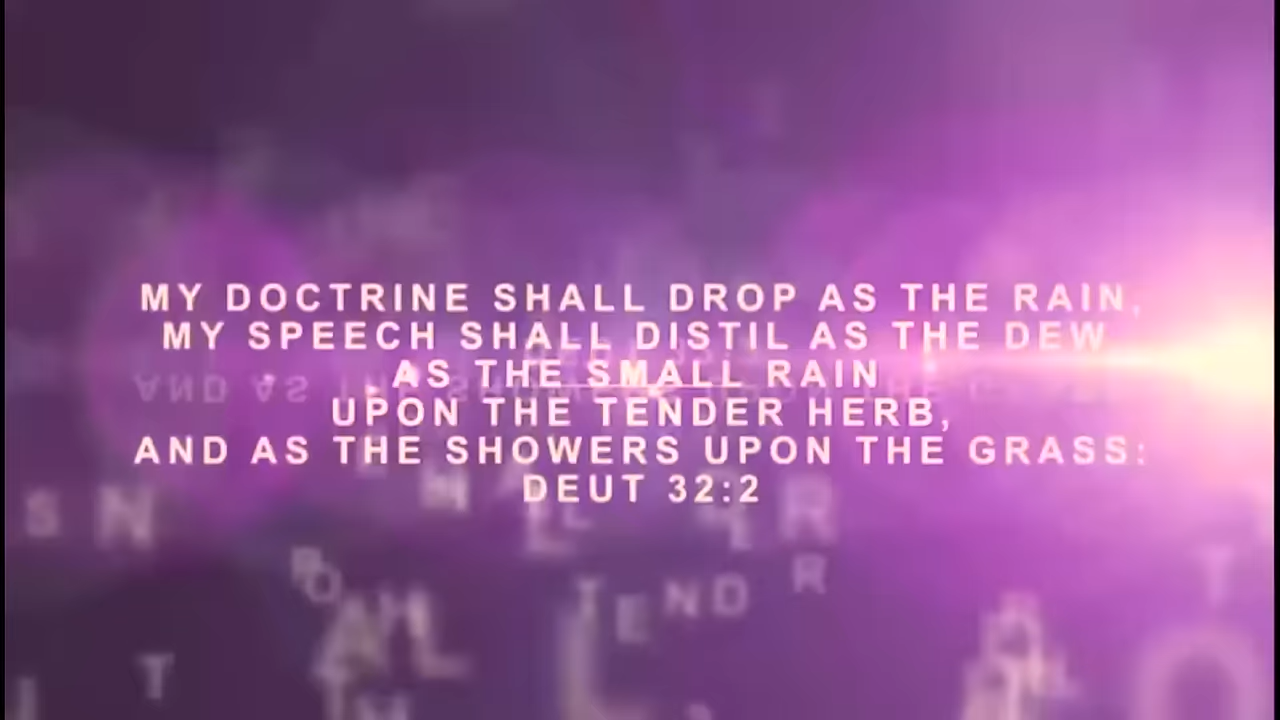 MY DOCTRINE SHALL DROP AS THE RAIN,
MY SPEECH SHALL DISTIL AS THE DEW
AS THE SMALL RAIN
UPON THE TENDER HERB,
AND AS THE SHOWERS UPON THE GRASS:
DEUT 32:2